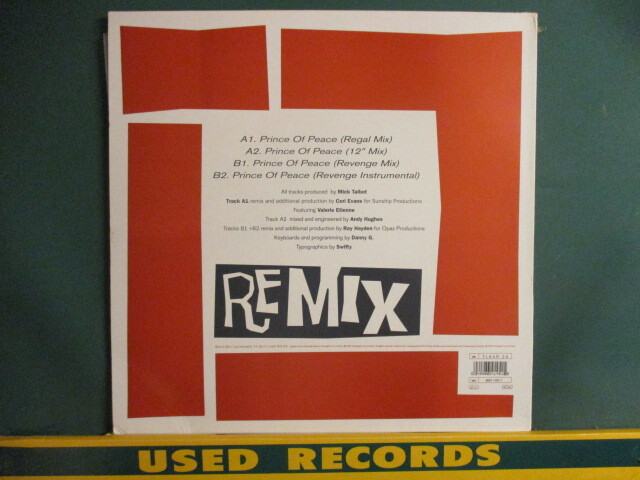 A1. Prince Of Peace (Regal Mix)
A2. Prince Of Peace (12" Mix)
B1. Prince Of Peace (Revenge Mix)
B2. Prince Of Peace (Revenge Instrumental)
All tracks produced by Mick Talbot
Track A1 remix and additional production by Ceri Evans for Sunship Productions
Featuring Valerie Etienne
Track A2 mixed and engineered by Andy Hughes
Tracks B1 +B2 remix and additional production by Ray Hayden for Opaz Productions
Keyboards and programming by Danny G.
Typographics by Swifty
REMIX
USED RECORDS